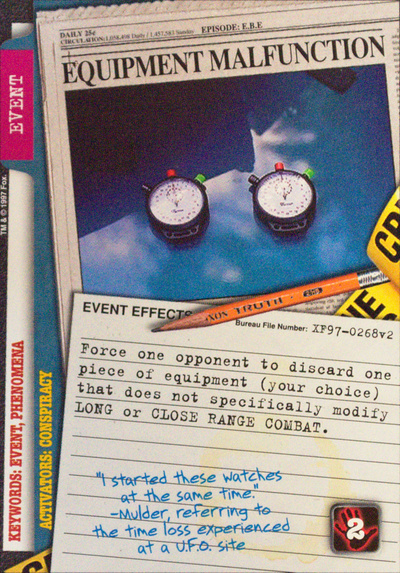 DAILY 25¢
CIRCULATION: 1,058,498 Daily / 1,457,583 Sunday
EPISODE: E.B.E
EQUIPMENT MALFUNCTION
EVENT
TM & © 1997 Fox.
KEYWORDS: EVENT, PHENOMENA
ACTIVATORS: CONSPIRACY
TRUTH
EVENT EFFECTS
Bureau File Number: XF97-0268v2
Force one opponent to discard one
piece of equipment (your choice)
that does not specifically modify
LONG or CLOSE RANGE COMBAT.
"I started these watches
at the same time."
-Mulder, referring to
the time loss experienced
at a U.F.O. site
2